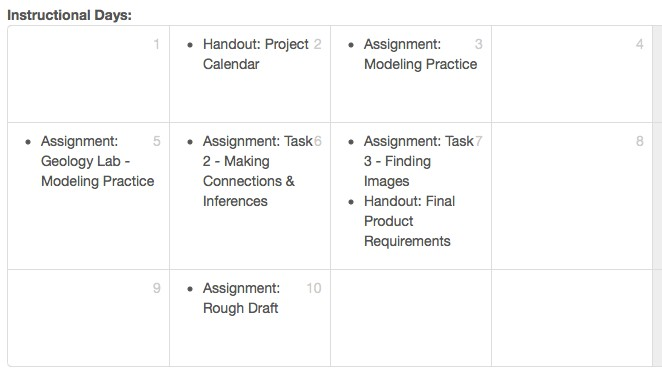 Instructional Days:
1
• Handout: Project 2
Calendar
• Assignment: 3
Modeling Practice
4
• Assignment: 5
Geology Lab -
Modeling Practice
• Assignment: Task 6
2 - Making
Connections &
Inferences
• Assignment: Task 7
3 - Finding
Images
• Handout: Final
Product
Requirements
8
9
• Assignment: 10
Rough Draft